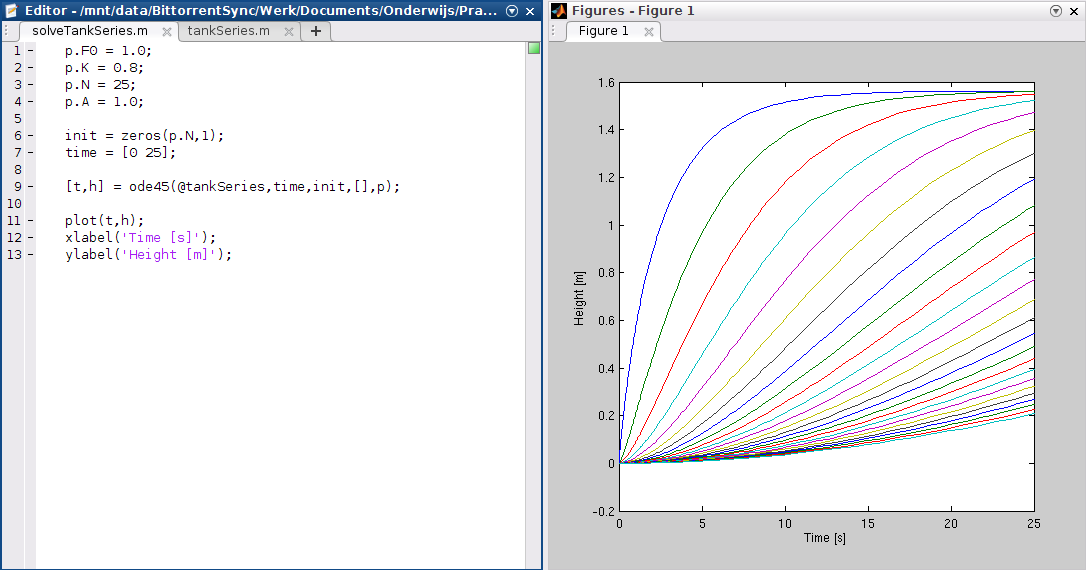 Editor - /mnt/data/BittorrentSync/Werk/Documents/Onderwijs/Pra...
solveTankSeries.m
tankSeries.m
+
1 - p.F0 = 1.0;
2 - p.K = 0.8;
3 - p.N = 25;
4 - p.A = 1.0;
5
6 - init = zeros(p.N,1);
7 - time = [0 25];
8
9 - [t,h] = ode45(@tankSeries,time,init,[],p);
10
11 - plot(t,h);
12 - xlabel('Time [s]');
13 - ylabel('Height [m]');
Figures - Figure 1
Figure 1
1.6
1.4
1.2
1
0.8
0.6
0.4
0.2
0
-0.2
Height [m]
0 5 10 15 20 25
Time [s]